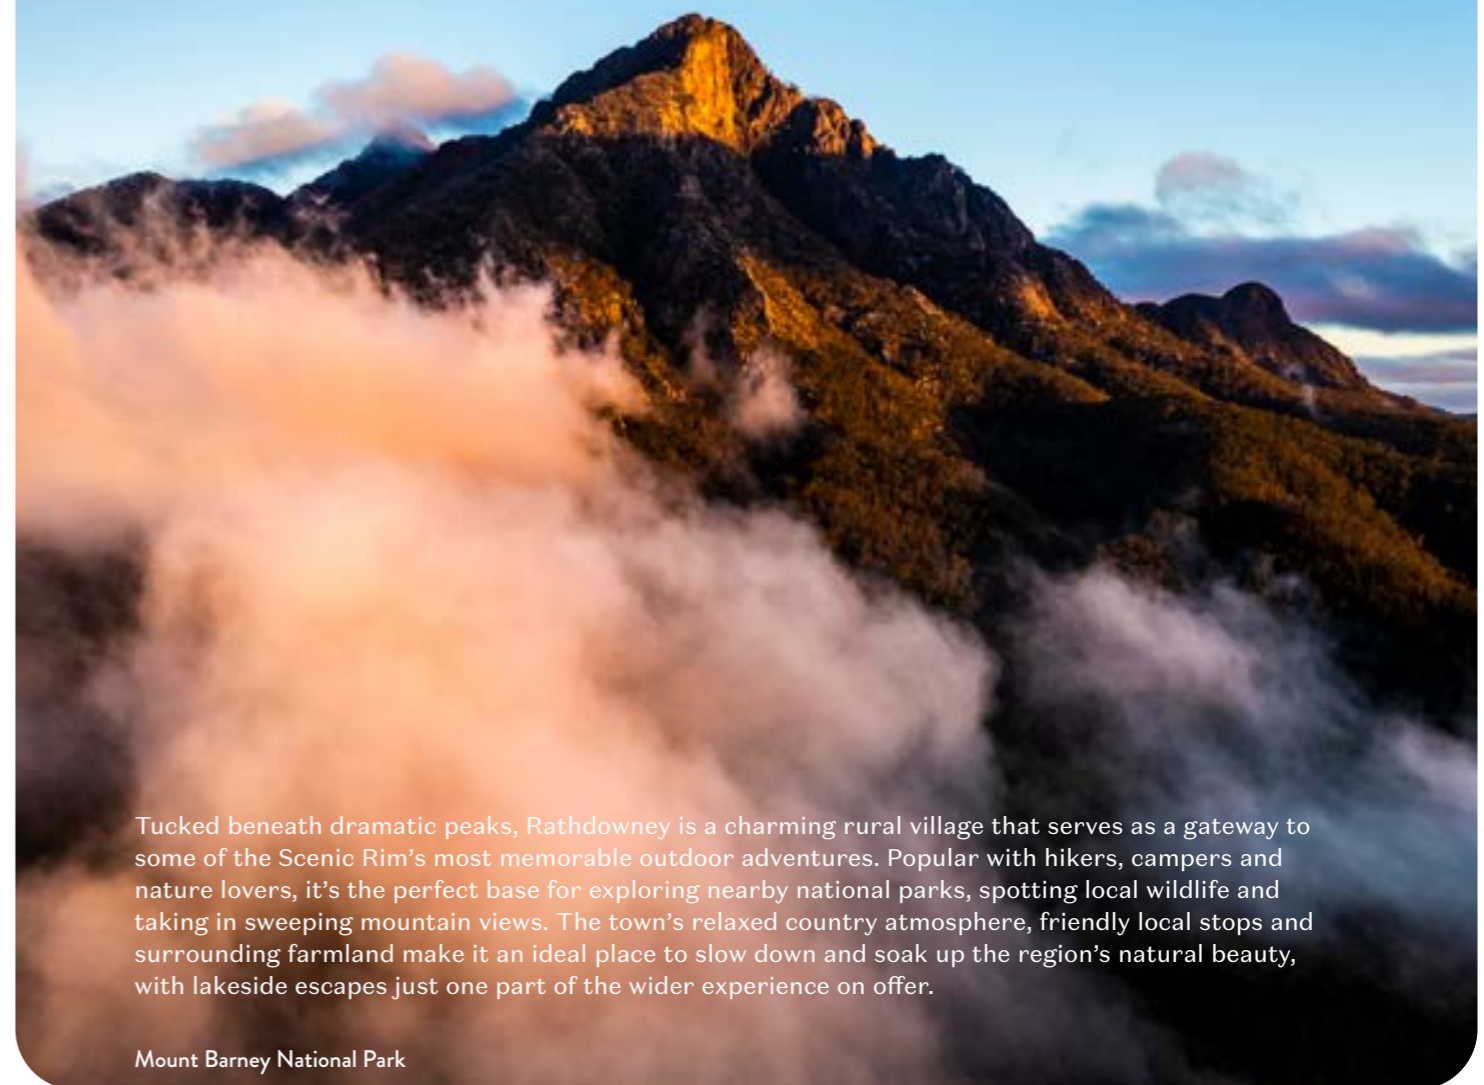 Tucked beneath dramatic peaks, Rathdowney is a charming rural village that serves as a gateway to
some of the Scenic Rim’s most memorable outdoor adventures. Popular with hikers, campers and
nature lovers, it’s the perfect base for exploring nearby national parks, spotting local wildlife and
taking in sweeping mountain views. The town’s relaxed country atmosphere, friendly local stops and
surrounding farmland make it an ideal place to slow down and soak up the region’s natural beauty,
with lakeside escapes just one part of the wider experience on offer.
Mount Barney National Park